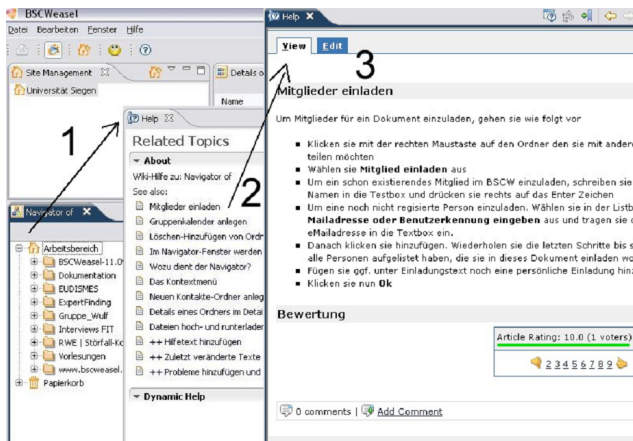 BSCWeasel
Datei Bearbeiten Fenster Hilfe
Site Management
Details o
Universität Siegen
Name
1
Navigator of
Arbeitsbereich
BSCWeasel-11.0
Dokumentation
EUDISMES
ExpertFinding
Gruppe_Wulf
Interviews FIT
RWE | Störfall-Ko
Vorlesungen
www.bscweasel.
Papierkorb
Help
Related Topics
About
Wiki-Hilfe zu: Navigator of
See also:
2
Mitglieder einladen
Gruppenkalender anlegen
Löschen-Hinzufügen von Ordn
Im Navigator-Fenster werden
Wozu dient der Navigator?
Das Kontextmenü
Neuen Kontakte-Ordner anleg
Details eines Ordners im Detai
Dateien hoch- und runterladen
++ Hilfetext hinzufügen
++ Zuletzt veränderte Texte
++ Probleme hinzufügen und
Dynamic Help
Help
View Edit
3
Mitglieder einladen
Um Mitglieder für ein Dokument einzuladen, gehen sie wie folgt vor
Klicken sie mit der rechten Maustaste auf den Ordner den sie mit andere
teilen möchten
Wählen sie Mitglied einladen aus
Um ein schon existierendes Mitglied im BSCW einzuladen, schreiben sie
Namen in die Testbox und drücken sie rechts auf das Enter Zeichen
Um eine noch nicht registierte Person einzuladen. Wählen sie in der Listb
Mailadresse oder Benutzerkennung eingeben aus und tragen sie d
eMailadresse in die Textbox ein.
Danach klicken sie hinzufügen. Wiederholen sie die letzten Schritte bis s
alle Personen aufgelistet haben, die sie in dieses Dokument einladen wo
Fügen sie ggf. unter Einladungstext noch eine persönliche Einladung hinz
Klicken sie nun Ok
Bewertung
Article Rating: 10.0 (1 voters)
2 3 4 5 6 7 8 9
0 comments | Add Comment